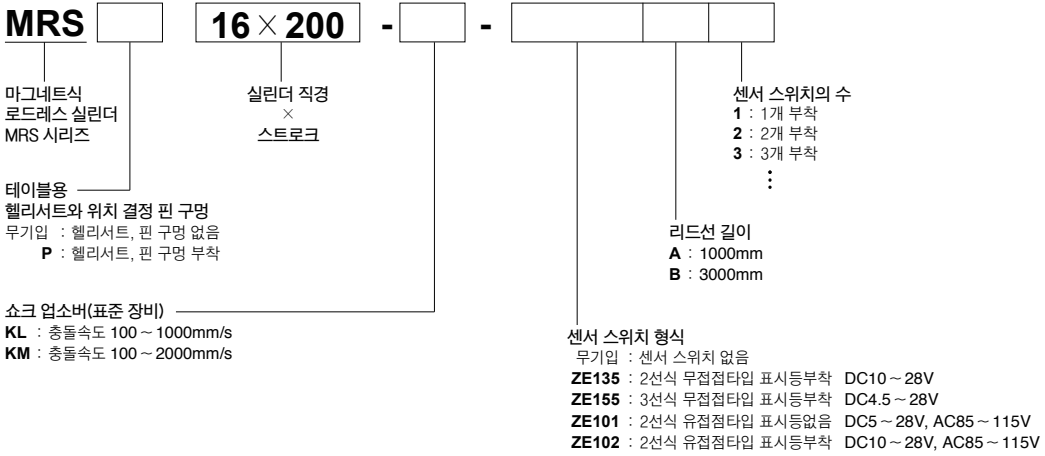 MRS 16×200 - -
마그네트식
로드레스 실린더
MRS 시리즈
실린더 직경
×
스트로크
센서 스위치의 수
1 : 1개 부착
2 : 2개 부착
3 : 3개 부착
⋮
테이블용
헬리서트와 위치 결정 핀 구멍
무기입 : 헬리서트, 핀 구멍 없음
P : 헬리서트, 핀 구멍 부착
리드선 길이
A : 1000mm
B : 3000mm
쇼크 업소버(표준 장비)
KL : 충돌속도 100~1000mm/s
KM : 충돌속도 100~2000mm/s
센서 스위치 형식
무기입 : 센서 스위치 없음
ZE135 : 2선식 무접점타입 표시등부착 DC10~28V
ZE155 : 3선식 무접점타입 표시등부착 DC4.5~28V
ZE101 : 2선식 유접점타입 표시등없음 DC5~28V, AC85~115V
ZE102 : 2선식 유접점타입 표시등부착 DC10~28V, AC85~115V